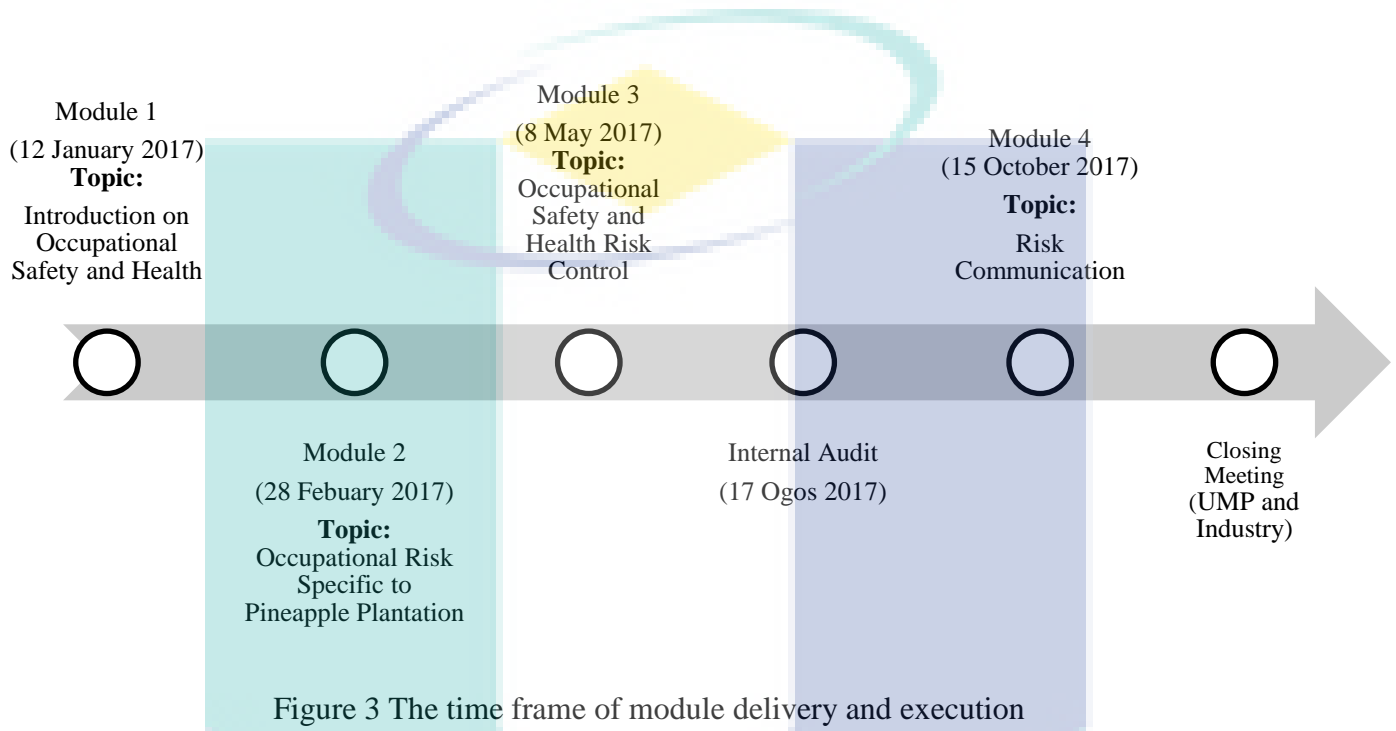 Module 1
(12 January 2017)
Topic:
Introduction on
Occupational
Safety and Health
Module 2
(28 Febuary 2017)
Topic:
Occupational Risk
Specific to
Pineapple Plantation
Module 3
(8 May 2017)
Topic:
Occupational
Safety and
Health Risk
Control
Internal Audit
(17 Ogos 2017)
Module 4
(15 October 2017)
Topic:
Risk
Communication
Closing
Meeting
(UMP and
Industry)
Figure 3 The time frame of module delivery and execution